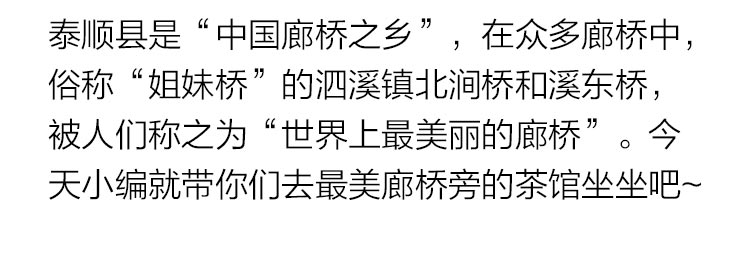 泰顺县是“中国廊桥之乡”，在众多廊桥中，
俗称“姐妹桥”的泗溪镇北涧桥和溪东桥，
被人们称之为“世界上最美丽的廊桥”。今
天小编就带你们去最美廊桥旁的茶馆坐坐吧~